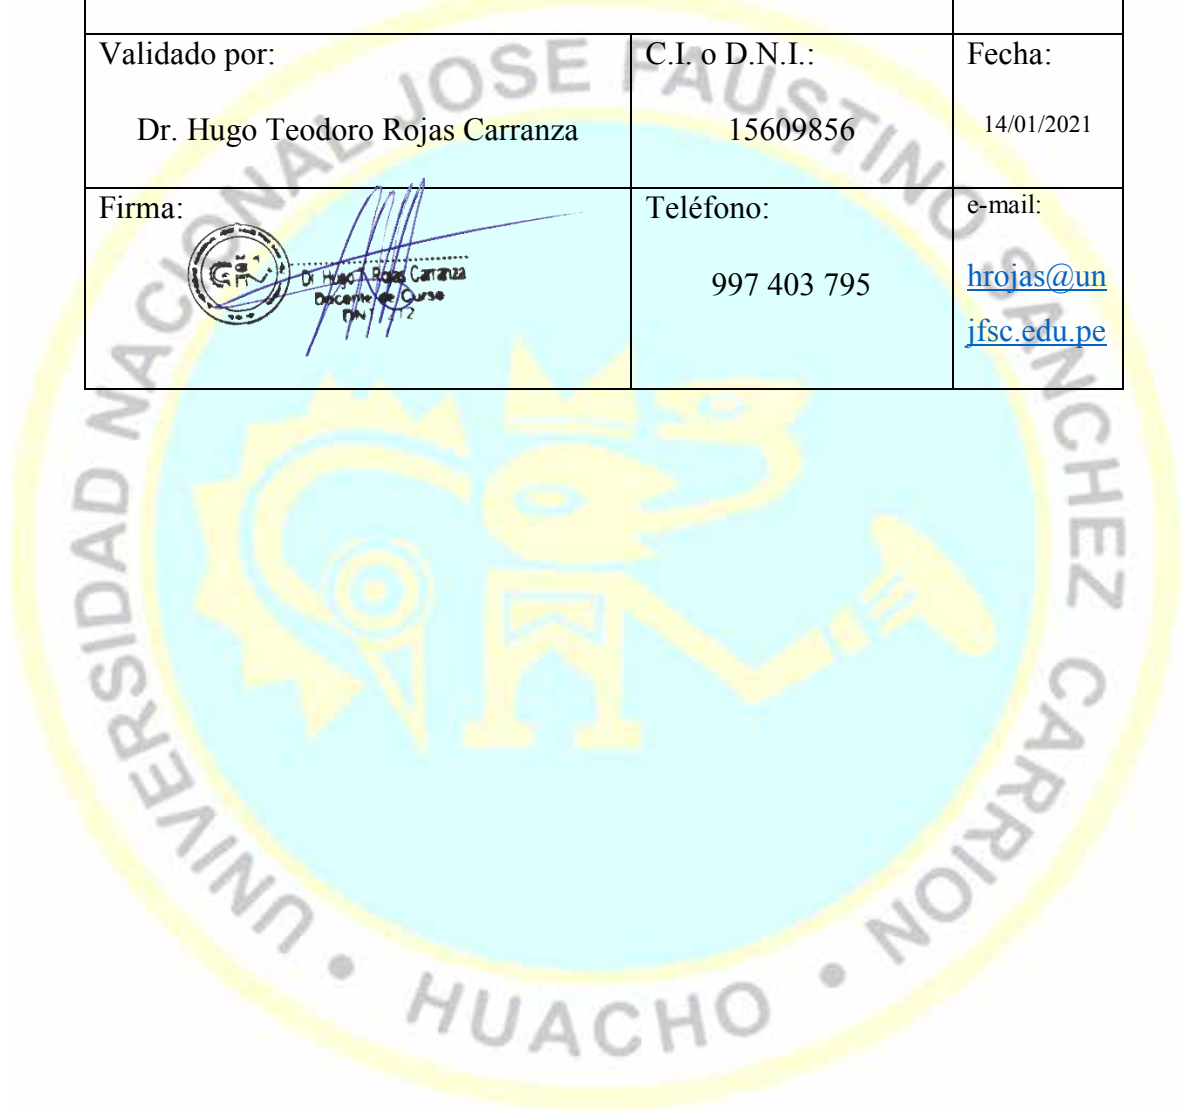 Validado por:
Dr. Hugo Teodoro Rojas Carranza
C.I. o D.N.I.:
15609856
Fecha:
14/01/2021
Firma:
Dr. Hugo T. Rojas Carranza
Docente de Curso
DNI
Teléfono:
997 403 795
e-mail:
hrojas@un
jfsc.edu.pe
UNIVERSIDAD NACIONAL JOSE FAUSTINO SANCHEZ CARRION
• HUACHO •